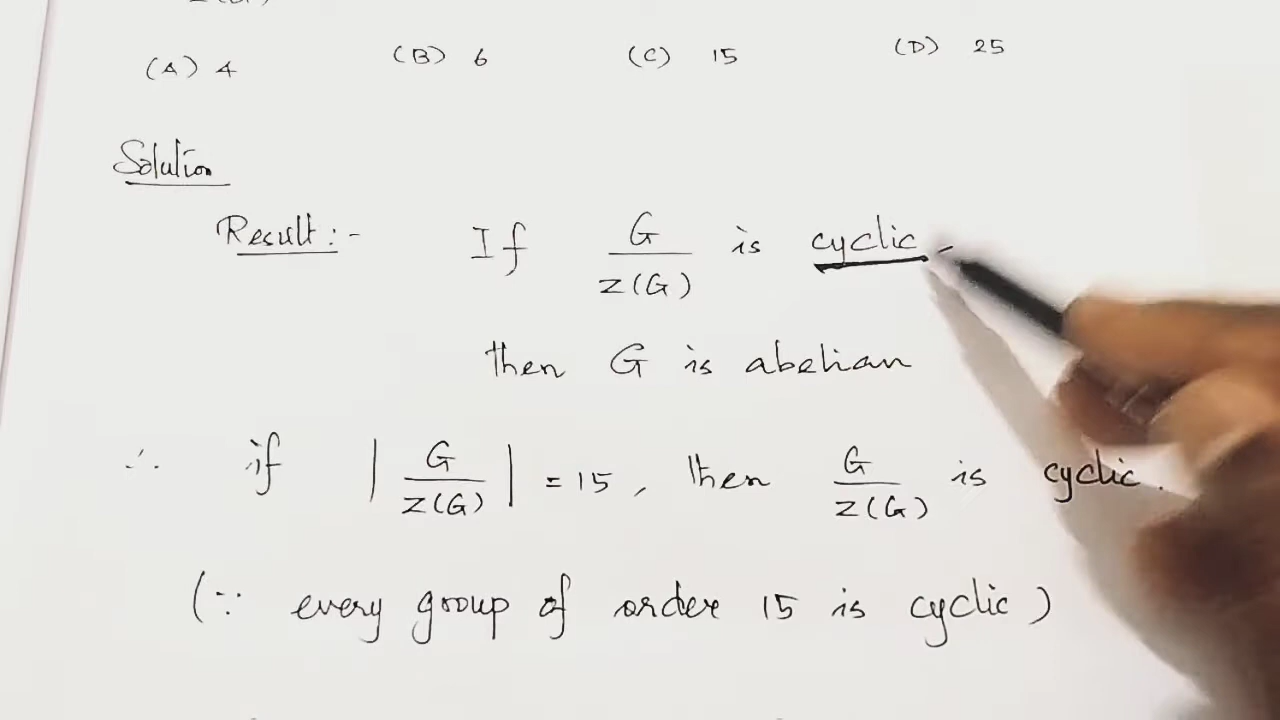 (A) 4 (B) 6 (C) 15 (D) 25
Solution
Result :- If G/Z(G) is cyclic
then G is abelian
∴ if |G/Z(G)| = 15, then G/Z(G) is cyclic.
(∵ every group of order 15 is cyclic)